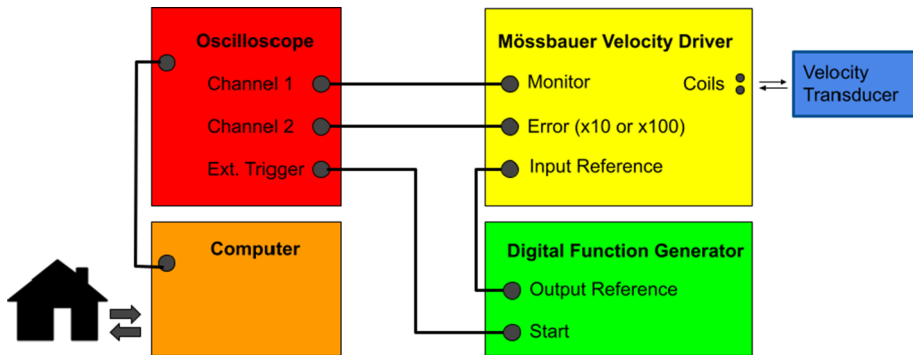 Oscilloscope
Channel 1
Channel 2
Ext. Trigger
Mössbauer Velocity Driver
Monitor
Coils
Error (x10 or x100)
Input Reference
Velocity
Transducer
Computer
Digital Function Generator
Output Reference
Start